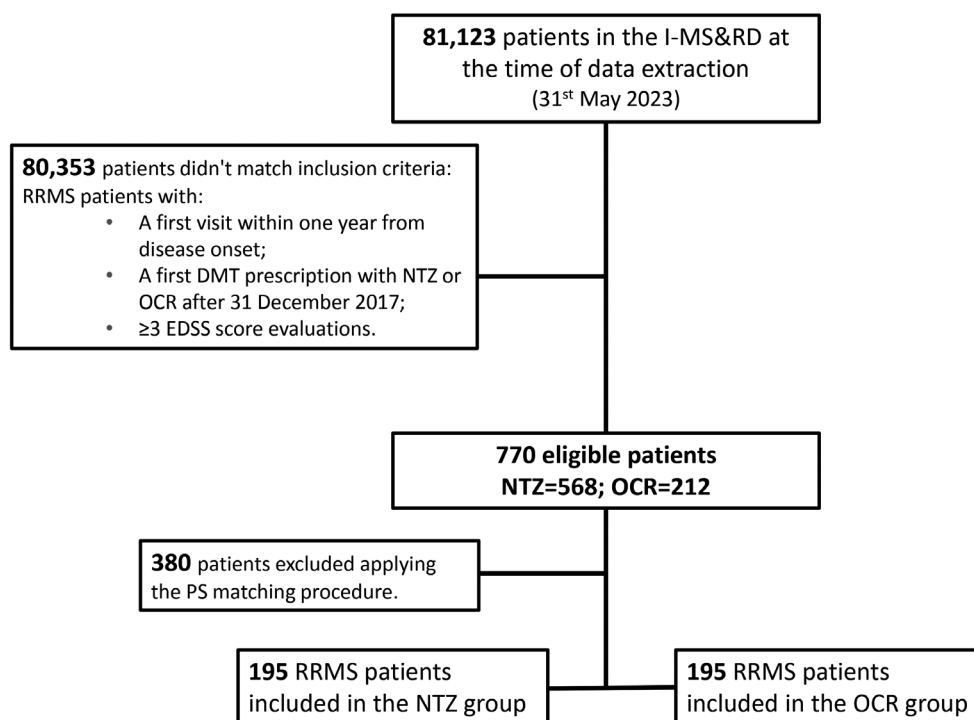 81,123 patients in the I-MS&RD at
the time of data extraction
(31st May 2023)
80,353 patients didn't match inclusion criteria:
RRMS patients with:
• A first visit within one year from
disease onset;
• A first DMT prescription with NTZ or
OCR after 31 December 2017;
• ≥3 EDSS score evaluations.
770 eligible patients
NTZ=568; OCR=212
380 patients excluded applying
the PS matching procedure.
195 RRMS patients
included in the NTZ group
195 RRMS patients
included in the OCR group